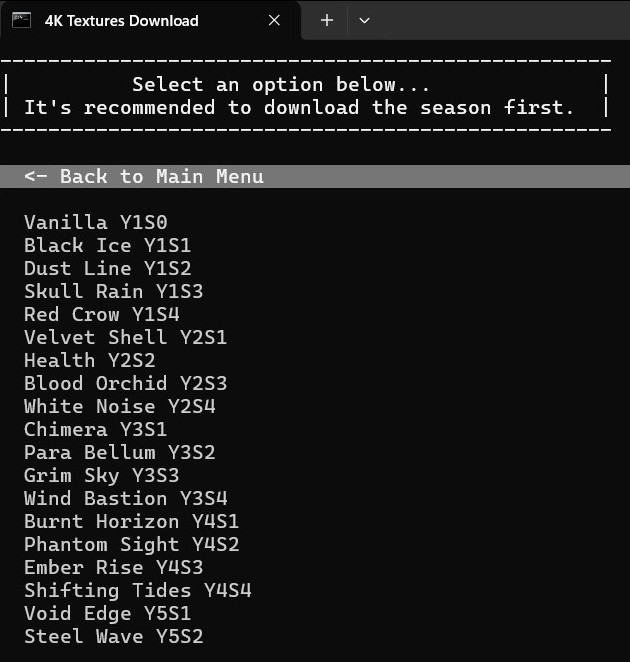 4K Textures Download
Select an option below...
It's recommended to download the season first.
<- Back to Main Menu
Vanilla Y1S0
Black Ice Y1S1
Dust Line Y1S2
Skull Rain Y1S3
Red Crow Y1S4
Velvet Shell Y2S1
Health Y2S2
Blood Orchid Y2S3
White Noise Y2S4
Chimera Y3S1
Para Bellum Y3S2
Grim Sky Y3S3
Wind Bastion Y3S4
Burnt Horizon Y4S1
Phantom Sight Y4S2
Ember Rise Y4S3
Shifting Tides Y4S4
Void Edge Y5S1
Steel Wave Y5S2